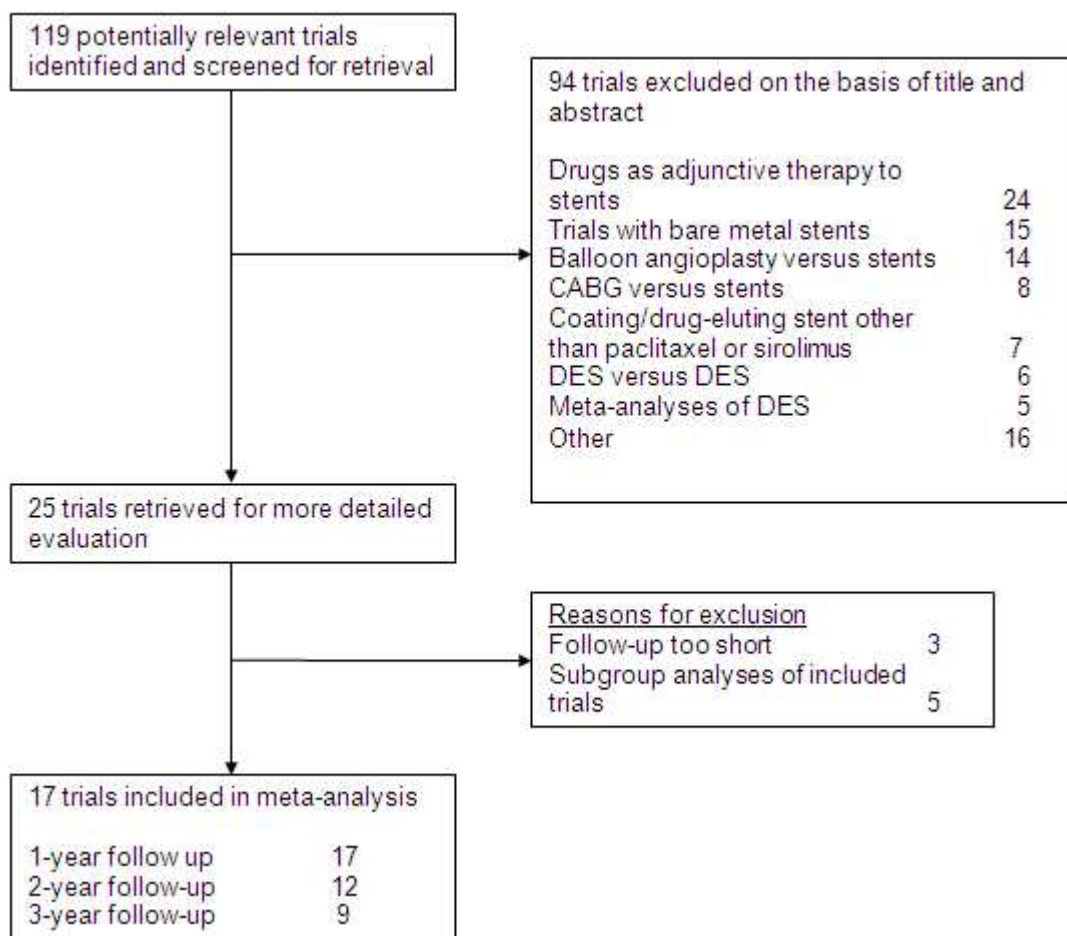 119 potentially relevant trials
identified and screened for retrieval
94 trials excluded on the basis of title and
abstract
Drugs as adjunctive therapy to
stents 24
Trials with bare metal stents 15
Balloon angioplasty versus stents 14
CABG versus stents 8
Coating/drug-eluting stent other
than paclitaxel or sirolimus 7
DES versus DES 6
Meta-analyses of DES 5
Other 16
25 trials retrieved for more detailed
evaluation
Reasons for exclusion
Follow-up too short 3
Subgroup analyses of included
trials 5
17 trials included in meta-analysis
1-year follow up 17
2-year follow-up 12
3-year follow-up 9